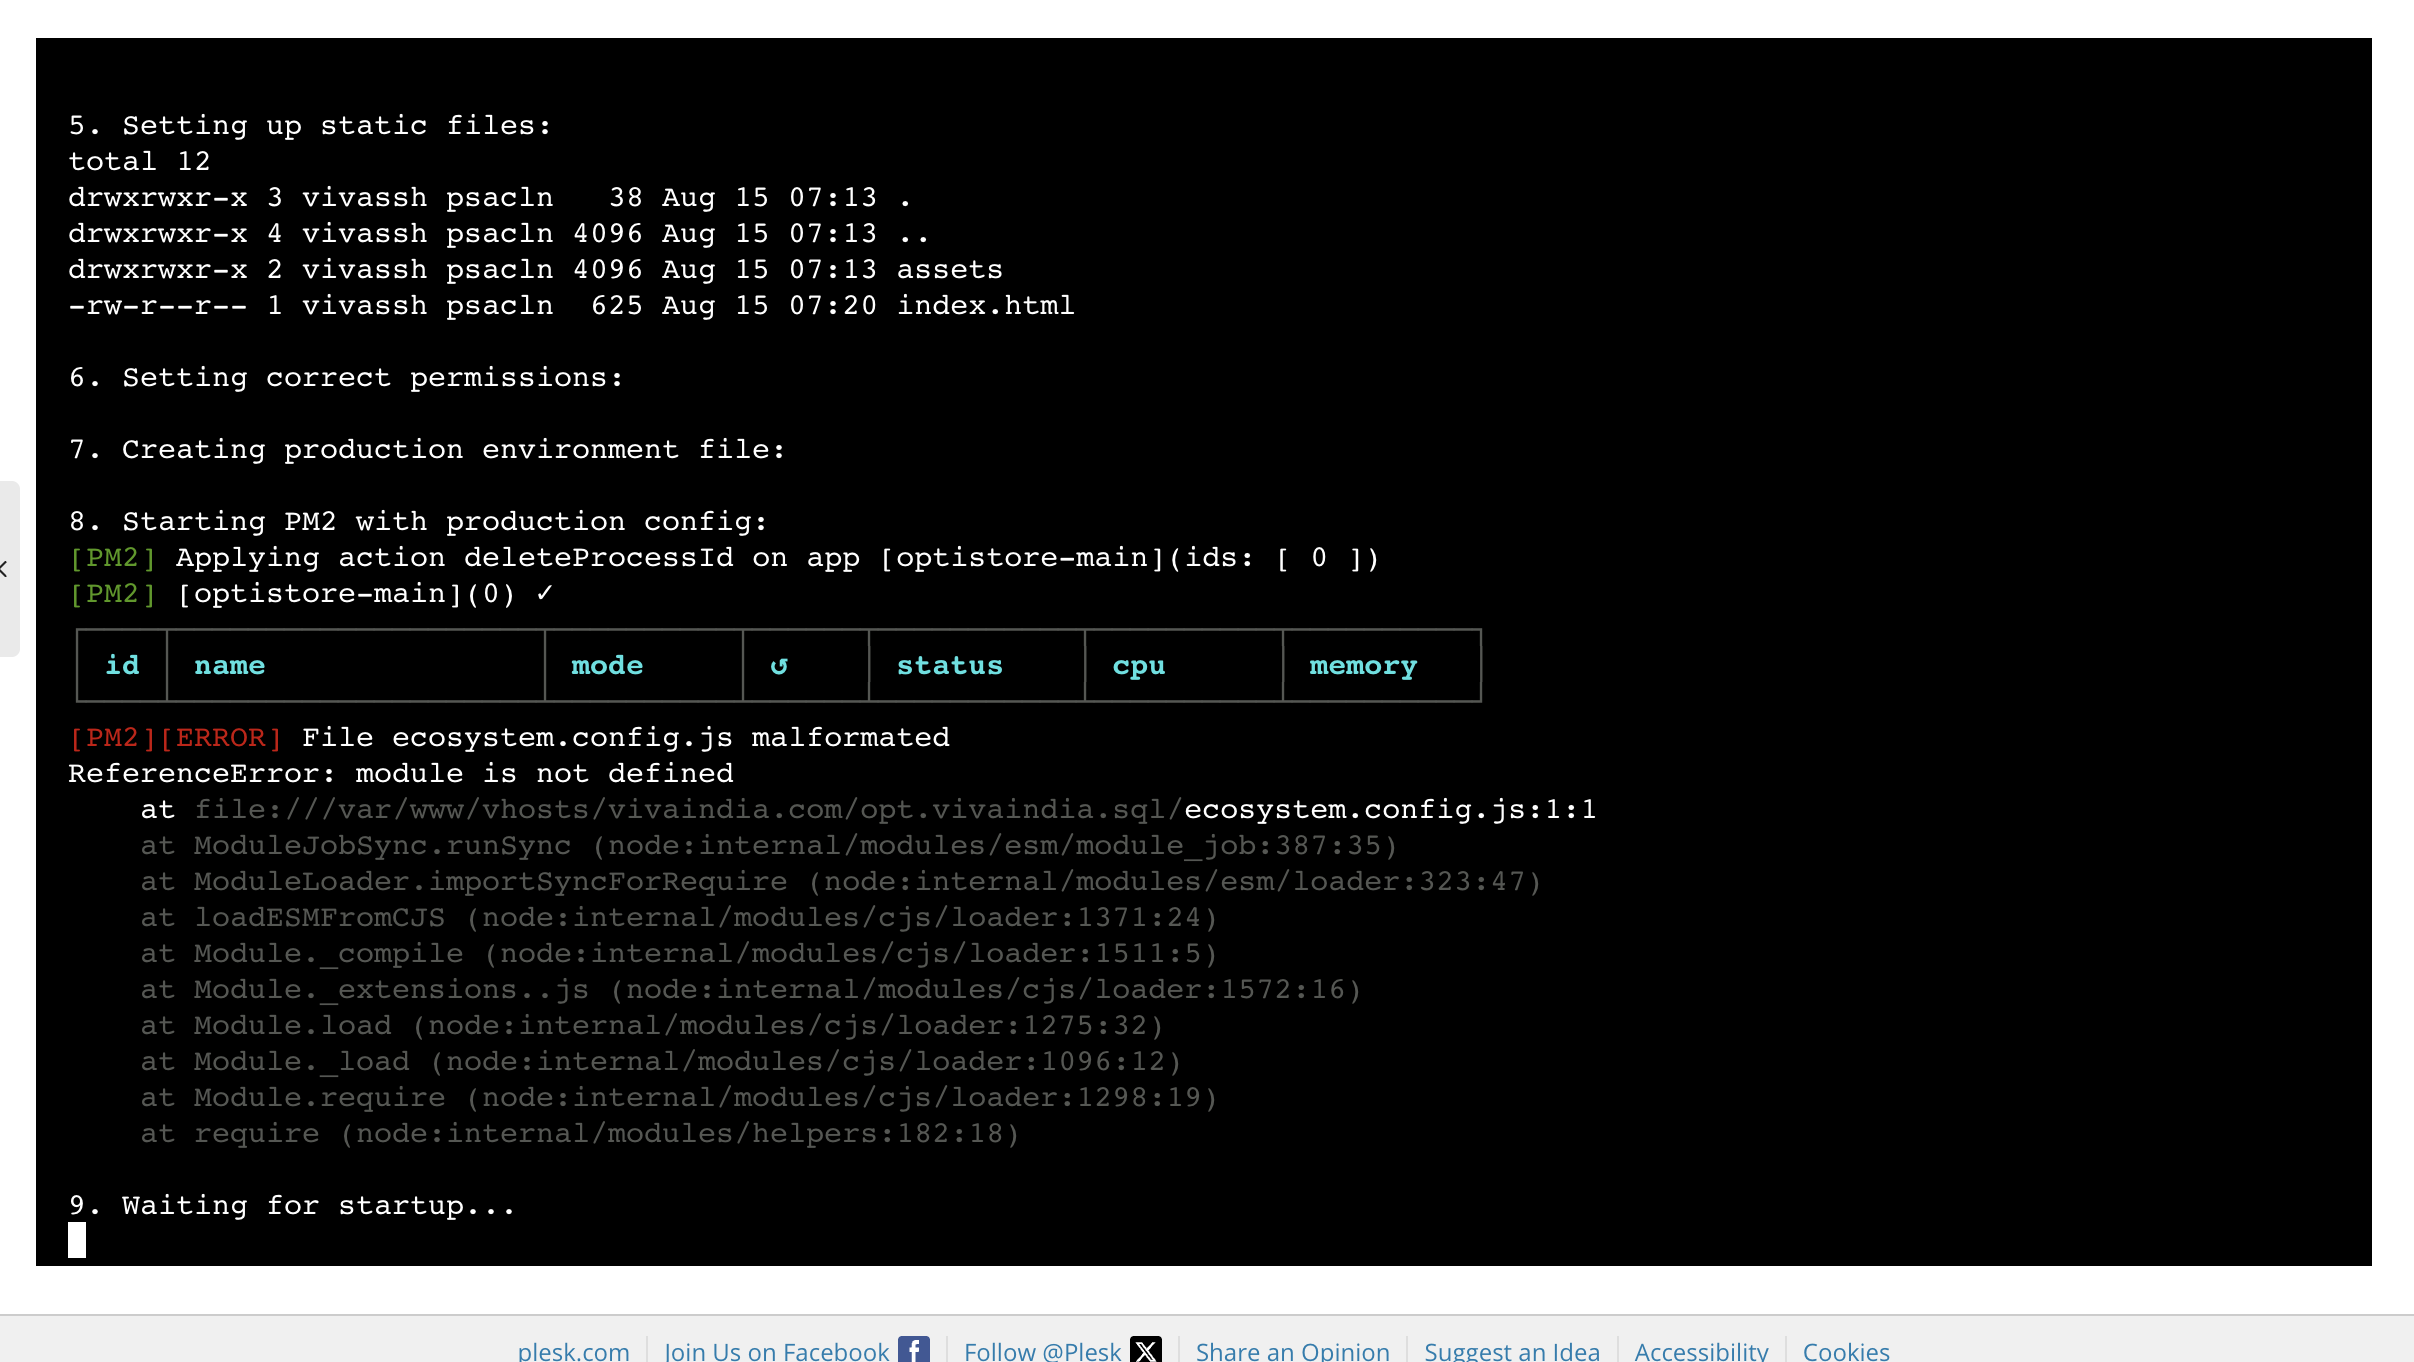 5. Setting up static files:
total 12
drwxrwxr-x 3 vivassh psacln   38 Aug 15 07:13 .
drwxrwxr-x 4 vivassh psacln 4096 Aug 15 07:13 ..
drwxrwxr-x 2 vivassh psacln 4096 Aug 15 07:13 assets
-rw-r--r-- 1 vivassh psacln  625 Aug 15 07:20 index.html
6. Setting correct permissions:
7. Creating production environment file:
8. Starting PM2 with production config:
[PM2] Applying action deleteProcessId on app [optistore-main](ids: [ 0 ])
[PM2] [optistore-main](0) ✓
id name mode ↺ status cpu memory
[PM2][ERROR] File ecosystem.config.js malformated
ReferenceError: module is not defined
    at file:///var/www/vhosts/vivaindia.com/opt.vivaindia.sql/ecosystem.config.js:1:1
    at ModuleJobSync.runSync (node:internal/modules/esm/module_job:387:35)
    at ModuleLoader.importSyncForRequire (node:internal/modules/esm/loader:323:47)
    at loadESMFromCJS (node:internal/modules/cjs/loader:1371:24)
    at Module._compile (node:internal/modules/cjs/loader:1511:5)
    at Module._extensions..js (node:internal/modules/cjs/loader:1572:16)
    at Module.load (node:internal/modules/cjs/loader:1275:32)
    at Module._load (node:internal/modules/cjs/loader:1096:12)
    at Module.require (node:internal/modules/cjs/loader:1298:19)
    at require (node:internal/modules/helpers:182:18)
9. Waiting for startup...
plesk.com Join Us on Facebook Follow @Plesk Share an Opinion Suggest an Idea Accessibility Cookies